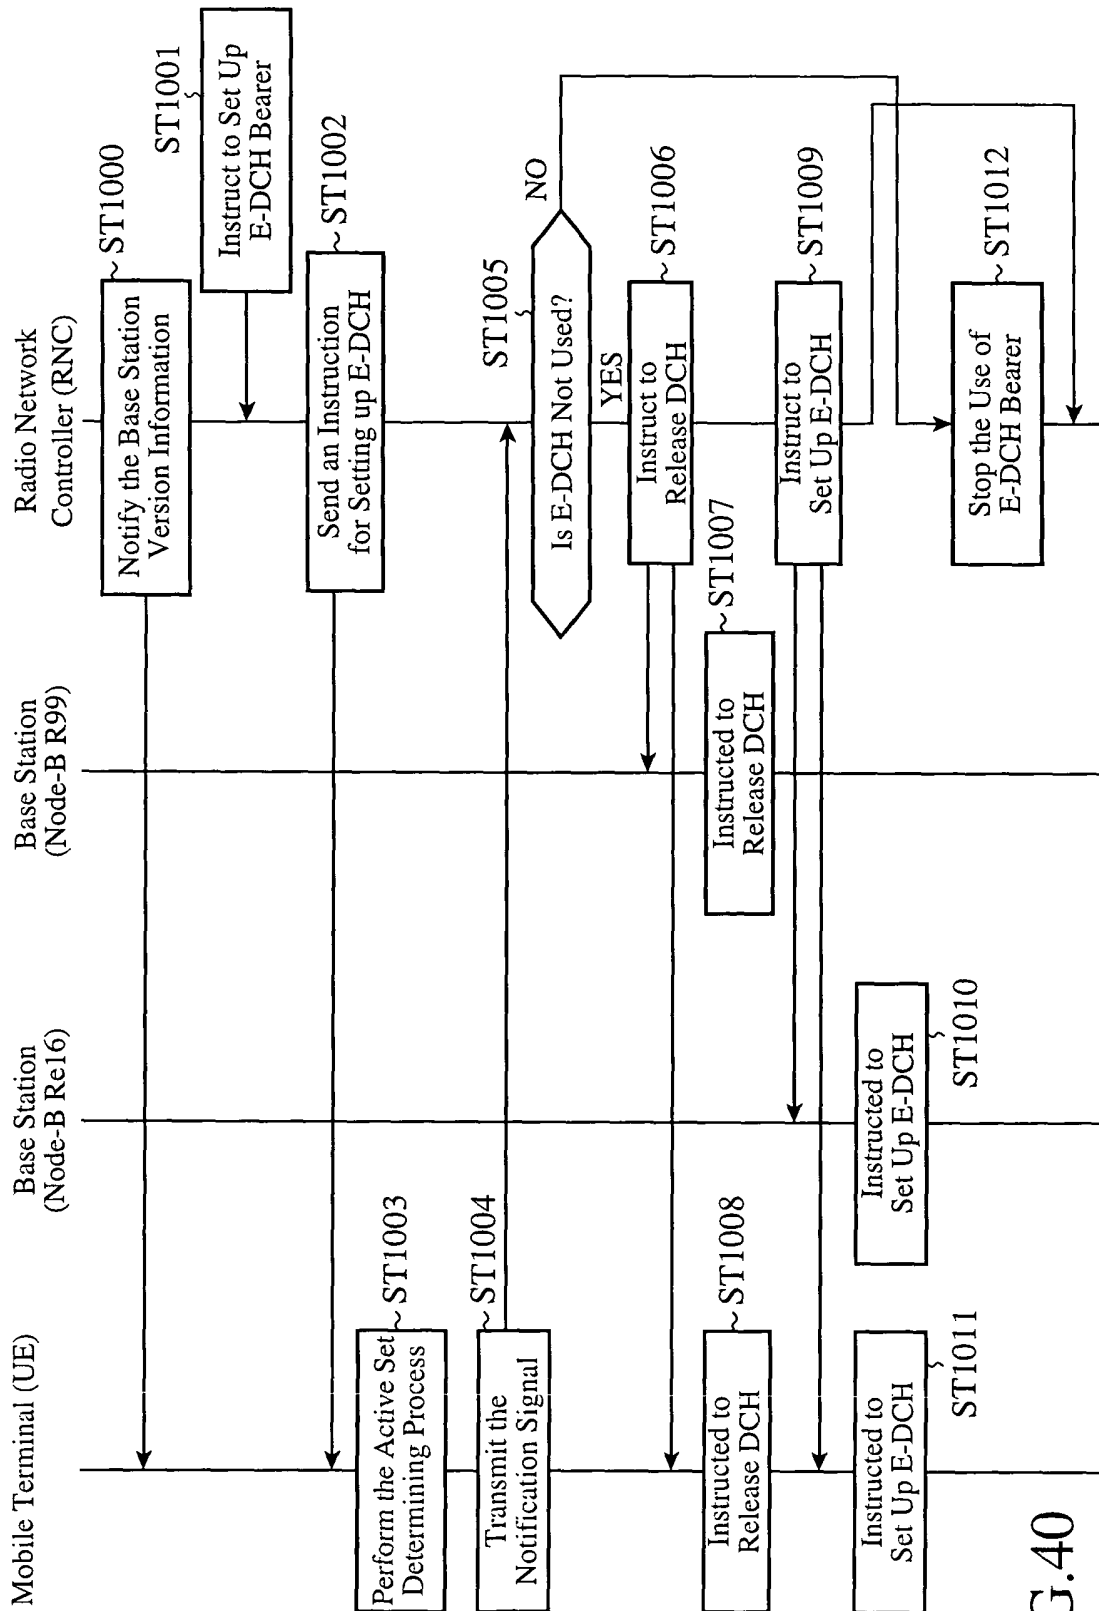 Mobile Terminal (UE)
Base Station
(Node-B Re16)
Base Station
(Node-B R99)
Radio Network
Controller (RNC)
Notify the Base Station
Version Information
ST1000
ST1001
Instruct to Set Up
E-DCH Bearer
Send an Instruction
for Setting up E-DCH
ST1002
Perform the Active Set
Determining Process
ST1003
Transmit the
Notification Signal
ST1004
ST1005
Is E-DCH Not Used?
NO
YES
Instruct to
Release DCH
ST1006
Instructed to
Release DCH
ST1007
Instructed to
Release DCH
ST1008
Instruct to
Set Up E-DCH
ST1009
Instructed to
Set Up E-DCH
ST1010
Instructed to
Set Up E-DCH
ST1011
Stop the Use of
E-DCH Bearer
ST1012
G.40